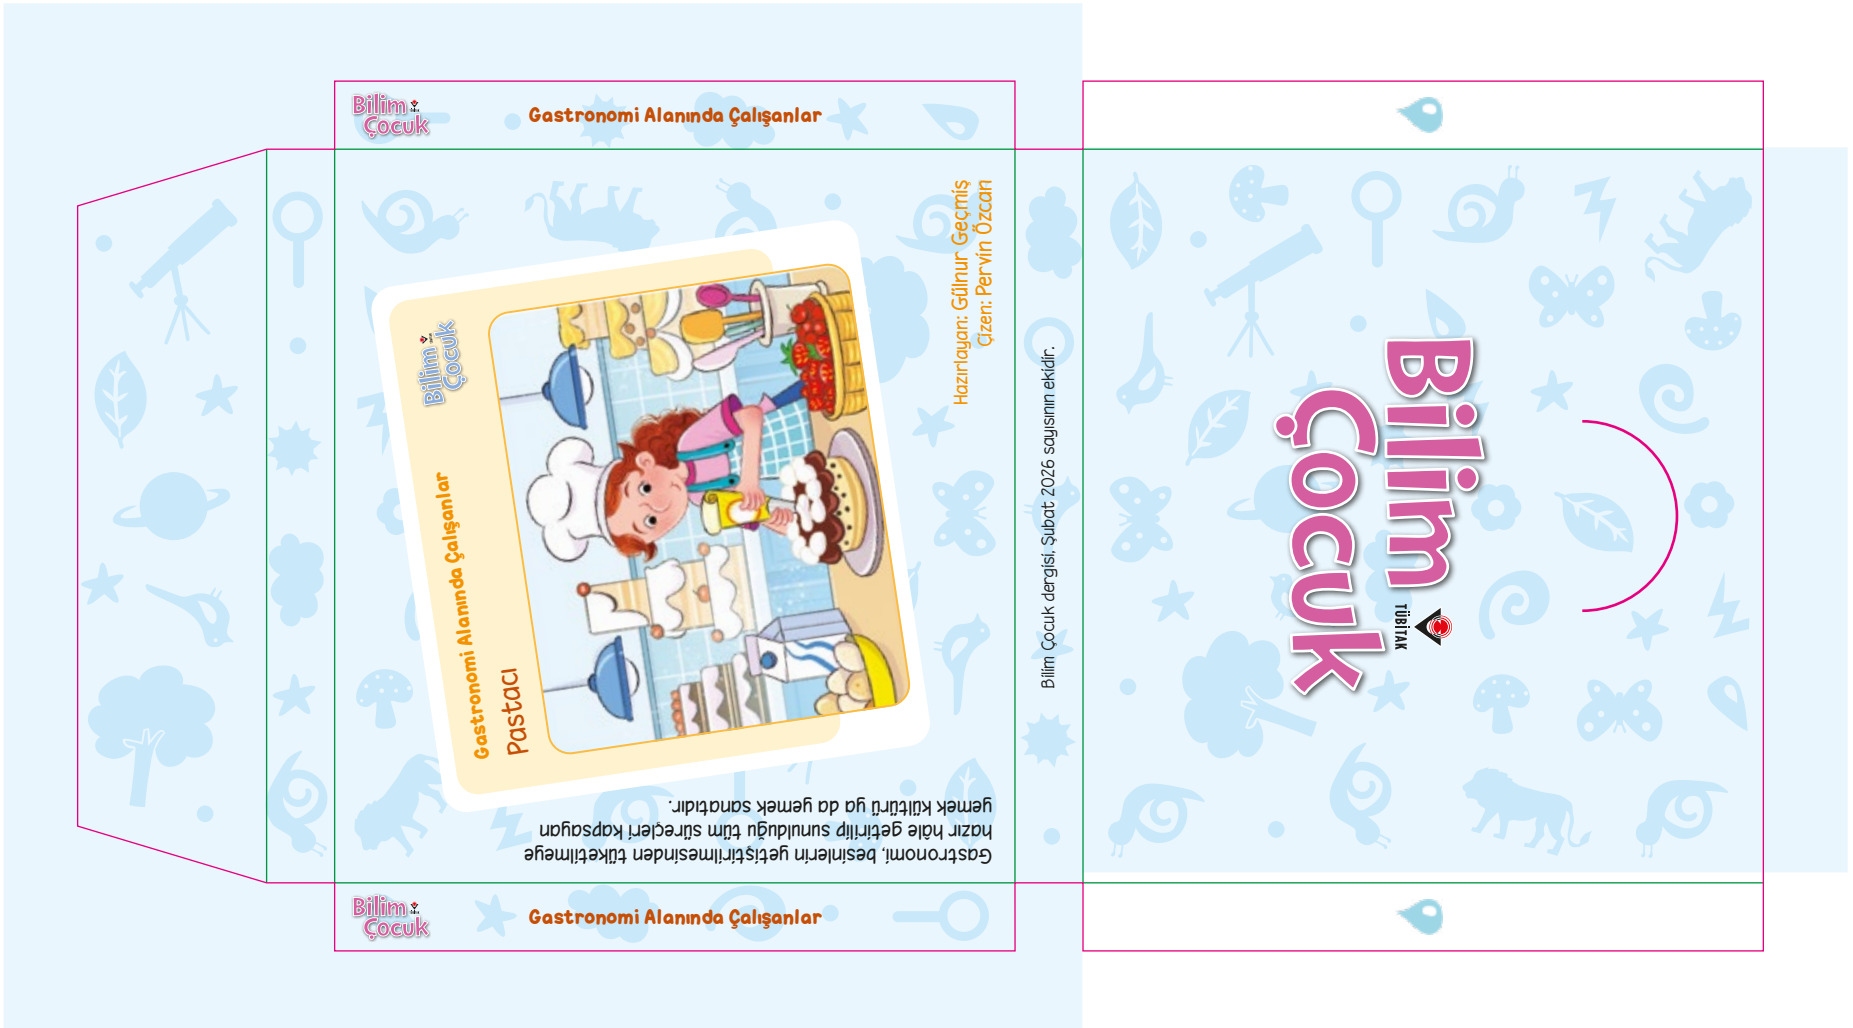 Bilim
Çocuk
Gastronomi Alanında Çalışanlar
Hazırlayan: Gülnur Geçmiş
Çizen: Pervin Özcan
Bilim
Çocuk
Gastronomi Alanında Çalışanlar
Pastacı
Gastronomi, besinlerin yetiştirilmesinden tüketilmeye
hazır hâle getirilip sunulduğu tüm süreçleri kapsayan
yemek kültürü ya da yemek sanatıdır.
Bilim Çocuk dergisi, Şubat 2026 sayısının ekidir.
Bilim
Çocuk
TÜBİTAK
Bilim
Çocuk
Gastronomi Alanında Çalışanlar